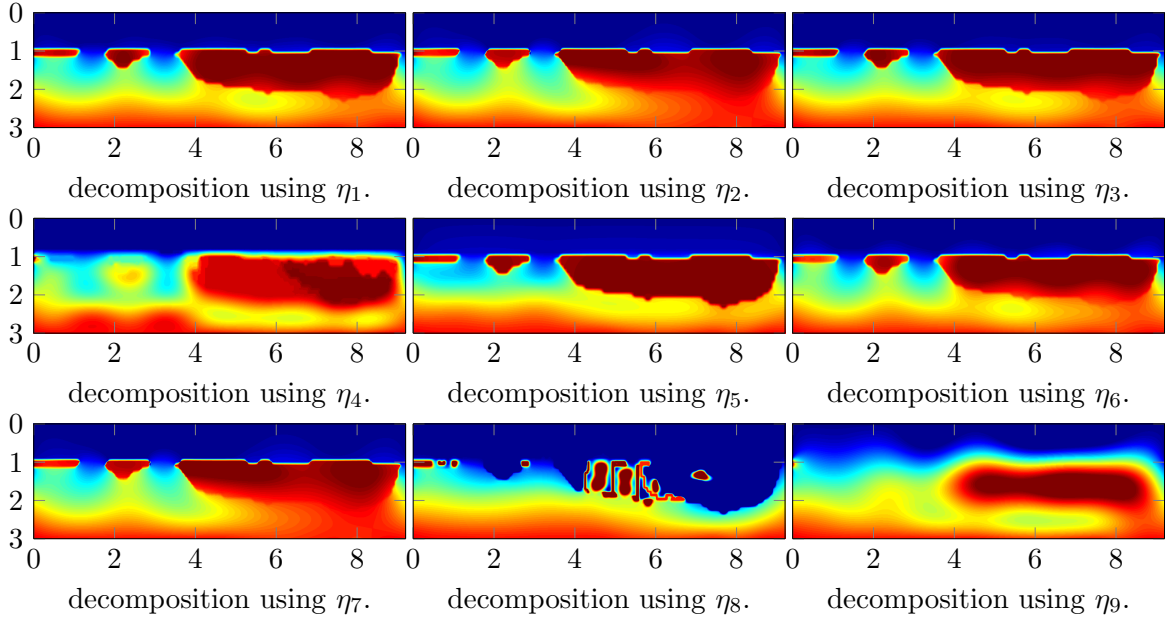 0
1
2
3
0 2 4 6 8 0 2 4 6 8 0 2 4 6 8
decomposition using η₁. decomposition using η₂. decomposition using η₃.
0
1
2
3
0 2 4 6 8 0 2 4 6 8 0 2 4 6 8
decomposition using η₄. decomposition using η₅. decomposition using η₆.
0
1
2
3
0 2 4 6 8 0 2 4 6 8 0 2 4 6 8
decomposition using η₇. decomposition using η₈. decomposition using η₉.